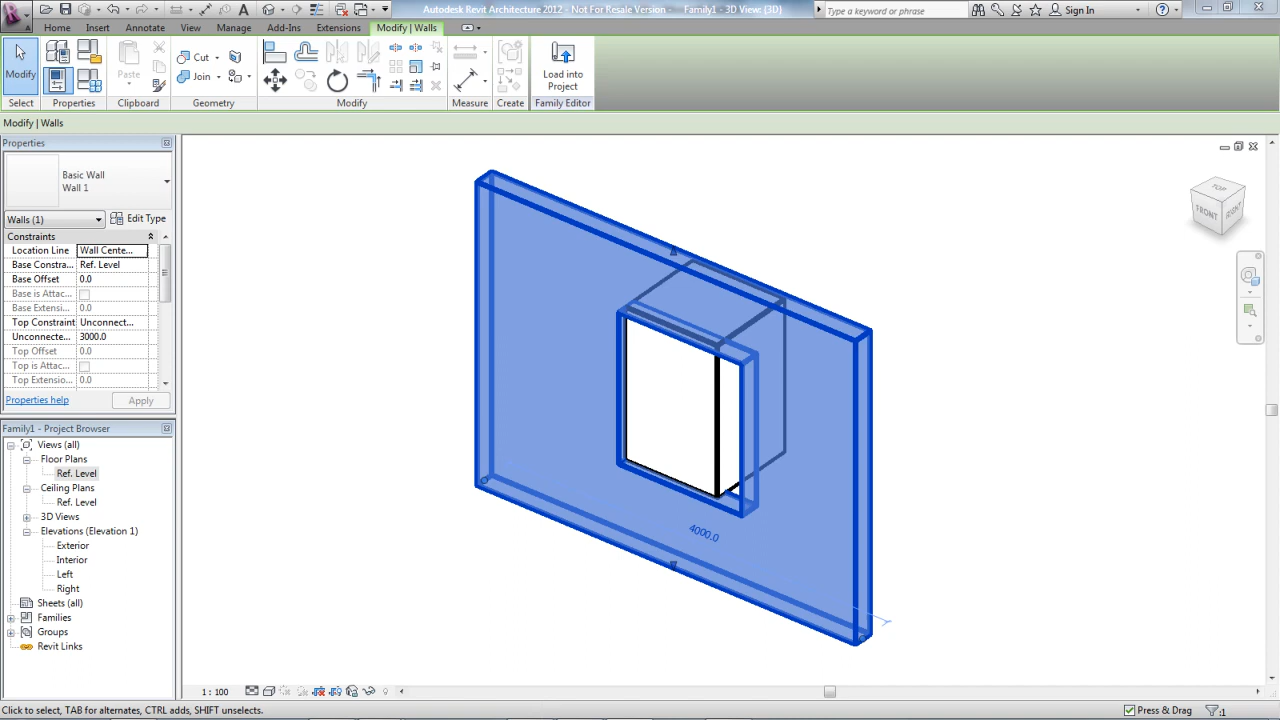 Autodesk Revit Architecture 2012 - Not For Resale Version - Family1 - 3D View: {3D}
Type a keyword or phrase
Sign In
Home Insert Annotate View Manage Add-Ins Extensions Modify | Walls
Modify
Paste
Cut
Join
Load into
Project
Select Properties Clipboard Geometry Modify Measure Create Family Editor
Modify | Walls
Properties
Basic Wall
Wall 1
Walls (1) Edit Type
Constraints
Location Line Wall Cente...
Base Constra... Ref. Level
Base Offset 0.0
Base is Attac...
Base Extensi... 0.0
Top Constraint Unconnect...
Unconnecte... 3000.0
Top Offset 0.0
Top is Attac...
Top Extensio... 0.0
Properties help Apply
Family1 - Project Browser
Views (all)
Floor Plans
Ref. Level
Ceiling Plans
Ref. Level
3D Views
Elevations (Elevation 1)
Exterior
Interior
Left
Right
Sheets (all)
Families
Groups
Revit Links
TOP
FRONT
RIGHT
4000.0
1 : 100
Click to select, TAB for alternates, CTRL adds, SHIFT unselects.
Press & Drag
:1